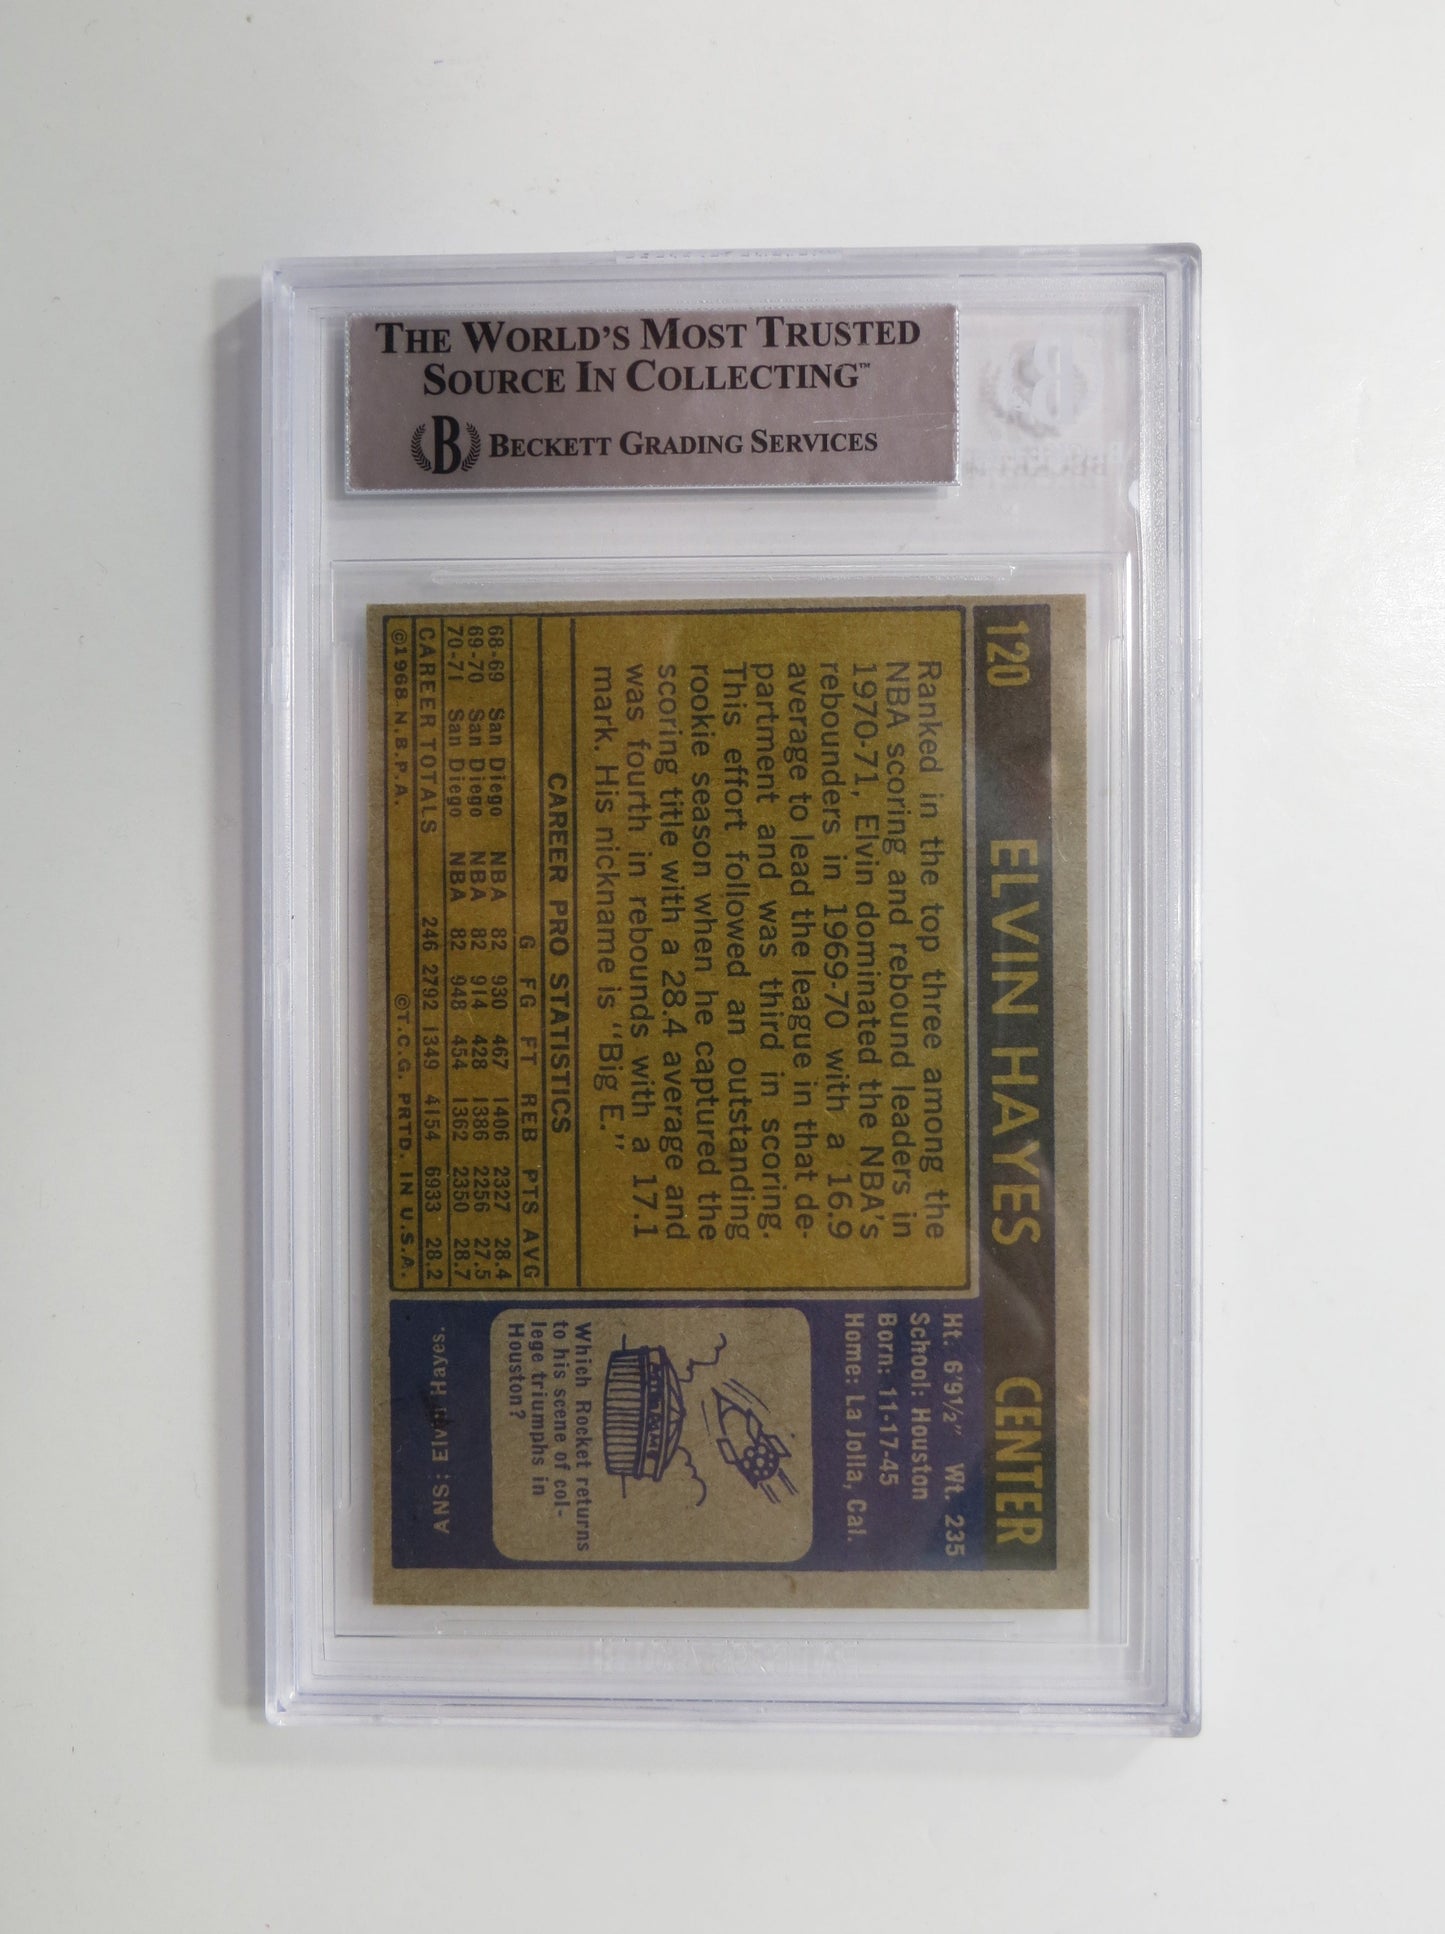 THE WORLD'S MOST TRUSTED
SOURCE IN COLLECTING™
B BECKETT GRADING SERVICES
120 ELVIN HAYES CENTER
Ranked in the top three among the
NBA scoring and rebound leaders in
1970-71, Elvin dominated the NBA's
rebounders in 1969-70 with a 16.9
average to lead the league in that de-
partment and was third in scoring.
This effort followed an outstanding
rookie season when he captured the
scoring title with a 28.4 average and
was fourth in rebounds with a 17.1
mark. His nickname is "Big E."
CAREER PRO STATISTICS
G FG FT REB PTS AVG
68-69 San Diego NBA 82 930 467 1406 2327 28.4
69-70 San Diego NBA 82 914 428 1386 2256 27.5
70-71 San Diego NBA 82 948 454 1362 2350 28.7
CAREER TOTALS 246 2792 1349 4154 6933 28.2
©1968 N.B.P.A. ©T.C.G. PRTD. IN U.S.A.
Ht. 6'9½" Wt. 235
School: Houston
Born: 11-17-45
Home: La Jolla, Cal.
Which Rocket returns
to his scene of col-
lege triumphs in
Houston?
ANS: Elvin Hayes.